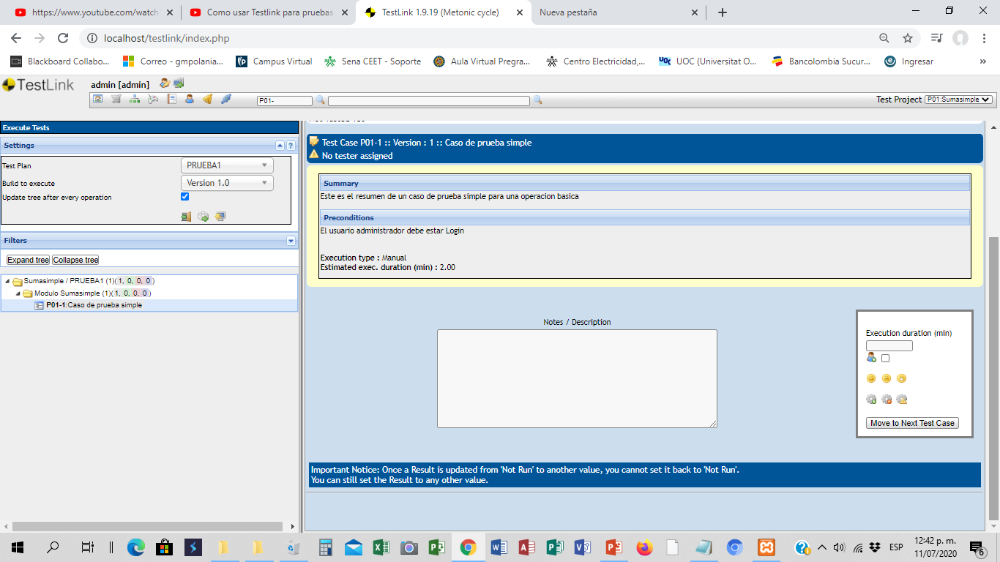 https://www.youtube.com/watch
Como usar Testlink para pruebas
TestLink 1.9.19 (Metonic cycle)
Nueva pestaña
localhost/testlink/index.php
Blackboard Collabo...
Correo - gmpolania...
Campus Virtual
Sena CEET - Soporte
Aula Virtual Pregra...
Centro Electricidad,...
UOC (Universitat O...
Bancolombia Sucur...
Ingresar
TestLink
admin [admin]
P01-
Test Project
P01:Sumasimple
Execute Tests
Settings
Test Plan
PRUEBA1
Build to execute
Version 1.0
Update tree after every operation
Filters
Expand tree
Collapse tree
Sumasimple / PRUEBA1 (1)(1, 0, 0, 0)
Modulo Sumasimple (1)(1, 0, 0, 0)
P01-1:Caso de prueba simple
Test Case P01-1 :: Version : 1 :: Caso de prueba simple
No tester assigned
Summary
Este es el resumen de un caso de prueba simple para una operacion basica
Preconditions
El usuario administrador debe estar Login
Execution type : Manual
Estimated exec. duration (min) : 2.00
Notes / Description
Execution duration (min)
Move to Next Test Case
Important Notice: Once a Result is updated from 'Not Run' to another value, you cannot set it back to 'Not Run'.
You can still set the Result to any other value.
ESP
12:42 p. m.
11/07/2020
6